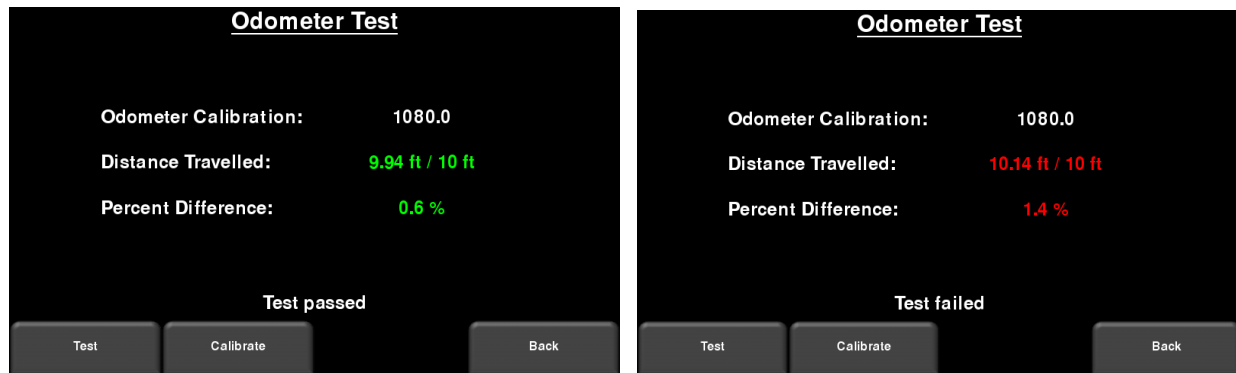 Odometer Test
Odometer Calibration: 1080.0
Distance Travelled: 9.94 ft / 10 ft
Percent Difference: 0.6 %
Test passed
Test Calibrate Back
Odometer Test
Odometer Calibration: 1080.0
Distance Travelled: 10.14 ft / 10 ft
Percent Difference: 1.4 %
Test failed
Test Calibrate Back